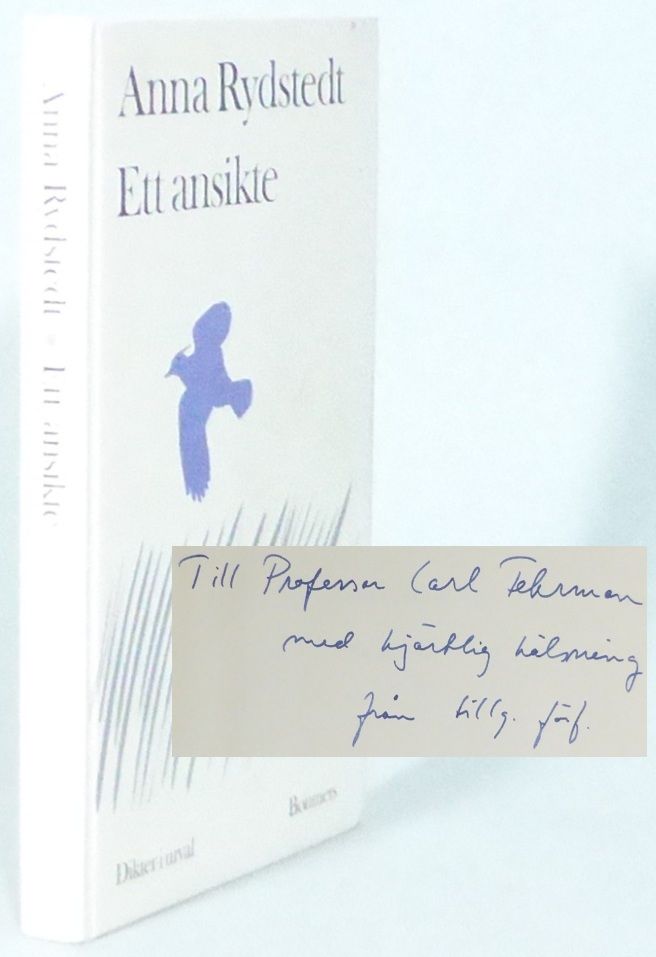 Anna Rydstedt
Ett ansikte
Anna Rydstedt · Ett ansikte
Till Professor Carl Fehrman
med hjärtlig hälsning
från tillg. förf.
Bonniers
Dikter i urval